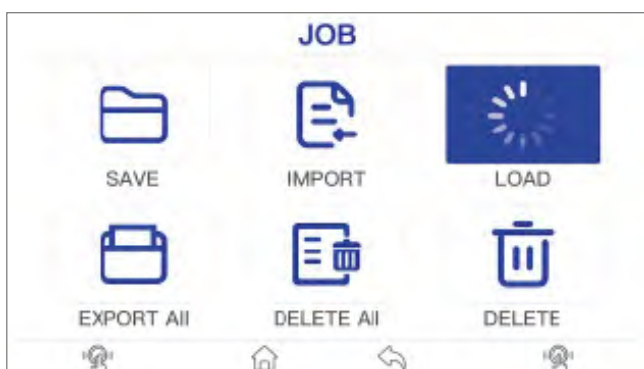 JOB
SAVE IMPORT LOAD
EXPORT All DELETE All DELETE